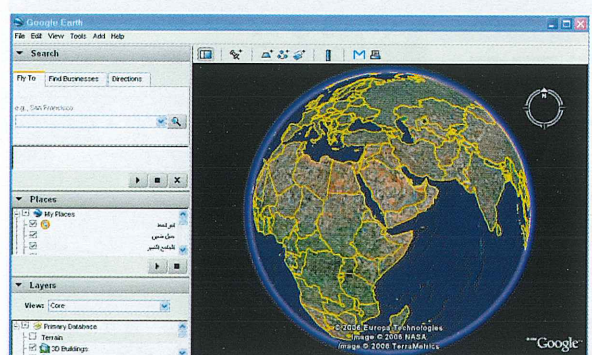 Google Earth
File Edit View Tools Add Help
Search
Fly To Find Businesses Directions
e.g., San Francisco
Places
My Places
Layers
View: Core
Primary Database
Terrain
3D Buildings
N
© 2006 Europa Technologies
Image © 2006 NASA
Image © 2006 TerraMetrics
Google